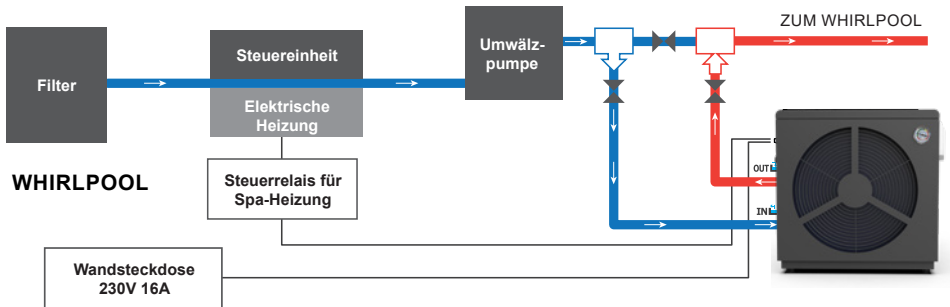 ZUM WHIRLPOOL
Filter
Steuereinheit
Elektrische
Heizung
Umwälz-
pumpe
WHIRLPOOL
Steuerrelais für
Spa-Heizung
OUT
IN
Wandsteckdose
230V 16A